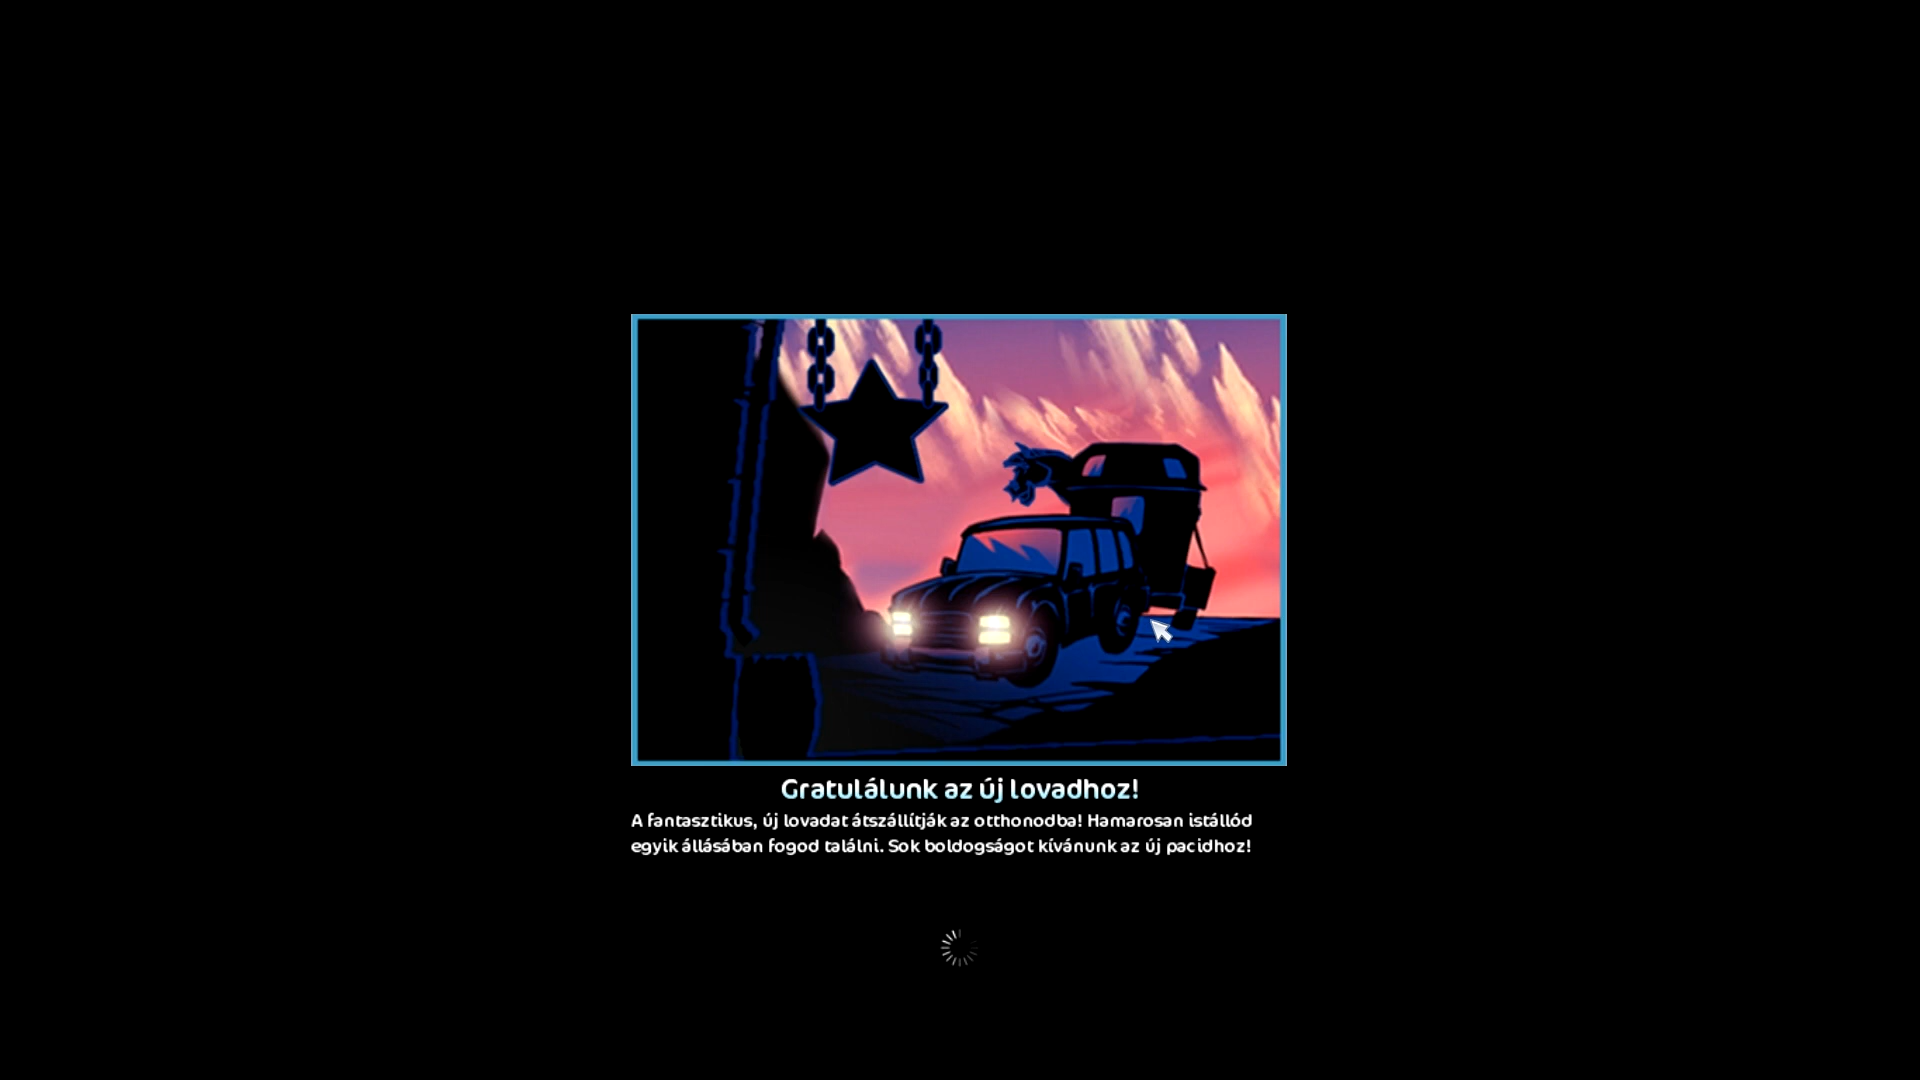 Gratulálunk az új lovadhoz!
A fantasztikus, új lovadat átszállítják az otthonodba! Hamarosan istállód
egyik állásában fogod találni. Sok boldogságot kívánunk az új pacidhoz!